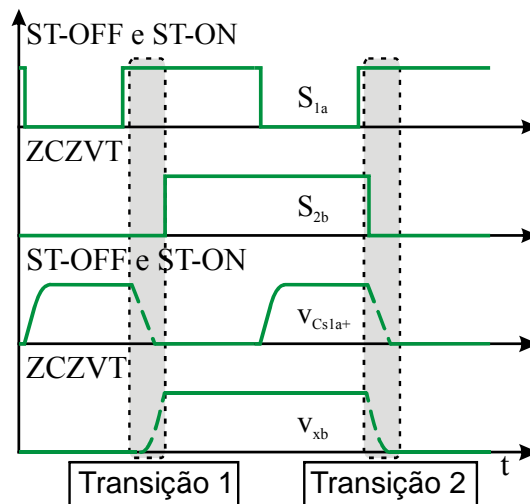 ST-OFF e ST-ON
S1a
ZCZVT
S2b
ST-OFF e ST-ON
vCs1a+
ZCZVT
vxb
t
Transição 1
Transição 2